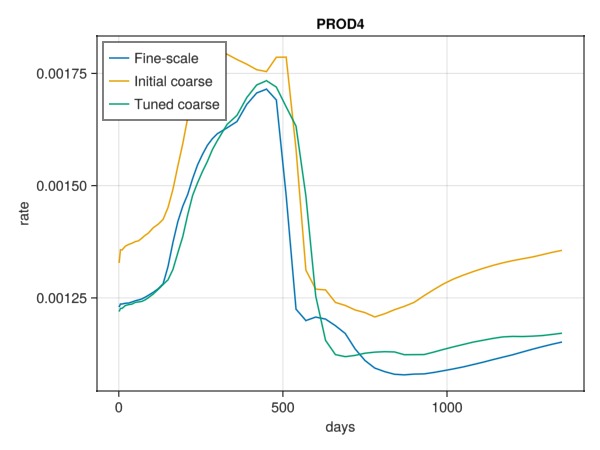 PROD4
Fine-scale
Initial coarse
Tuned coarse
0.00175
0.00150
0.00125
rate
0
500
1000
days